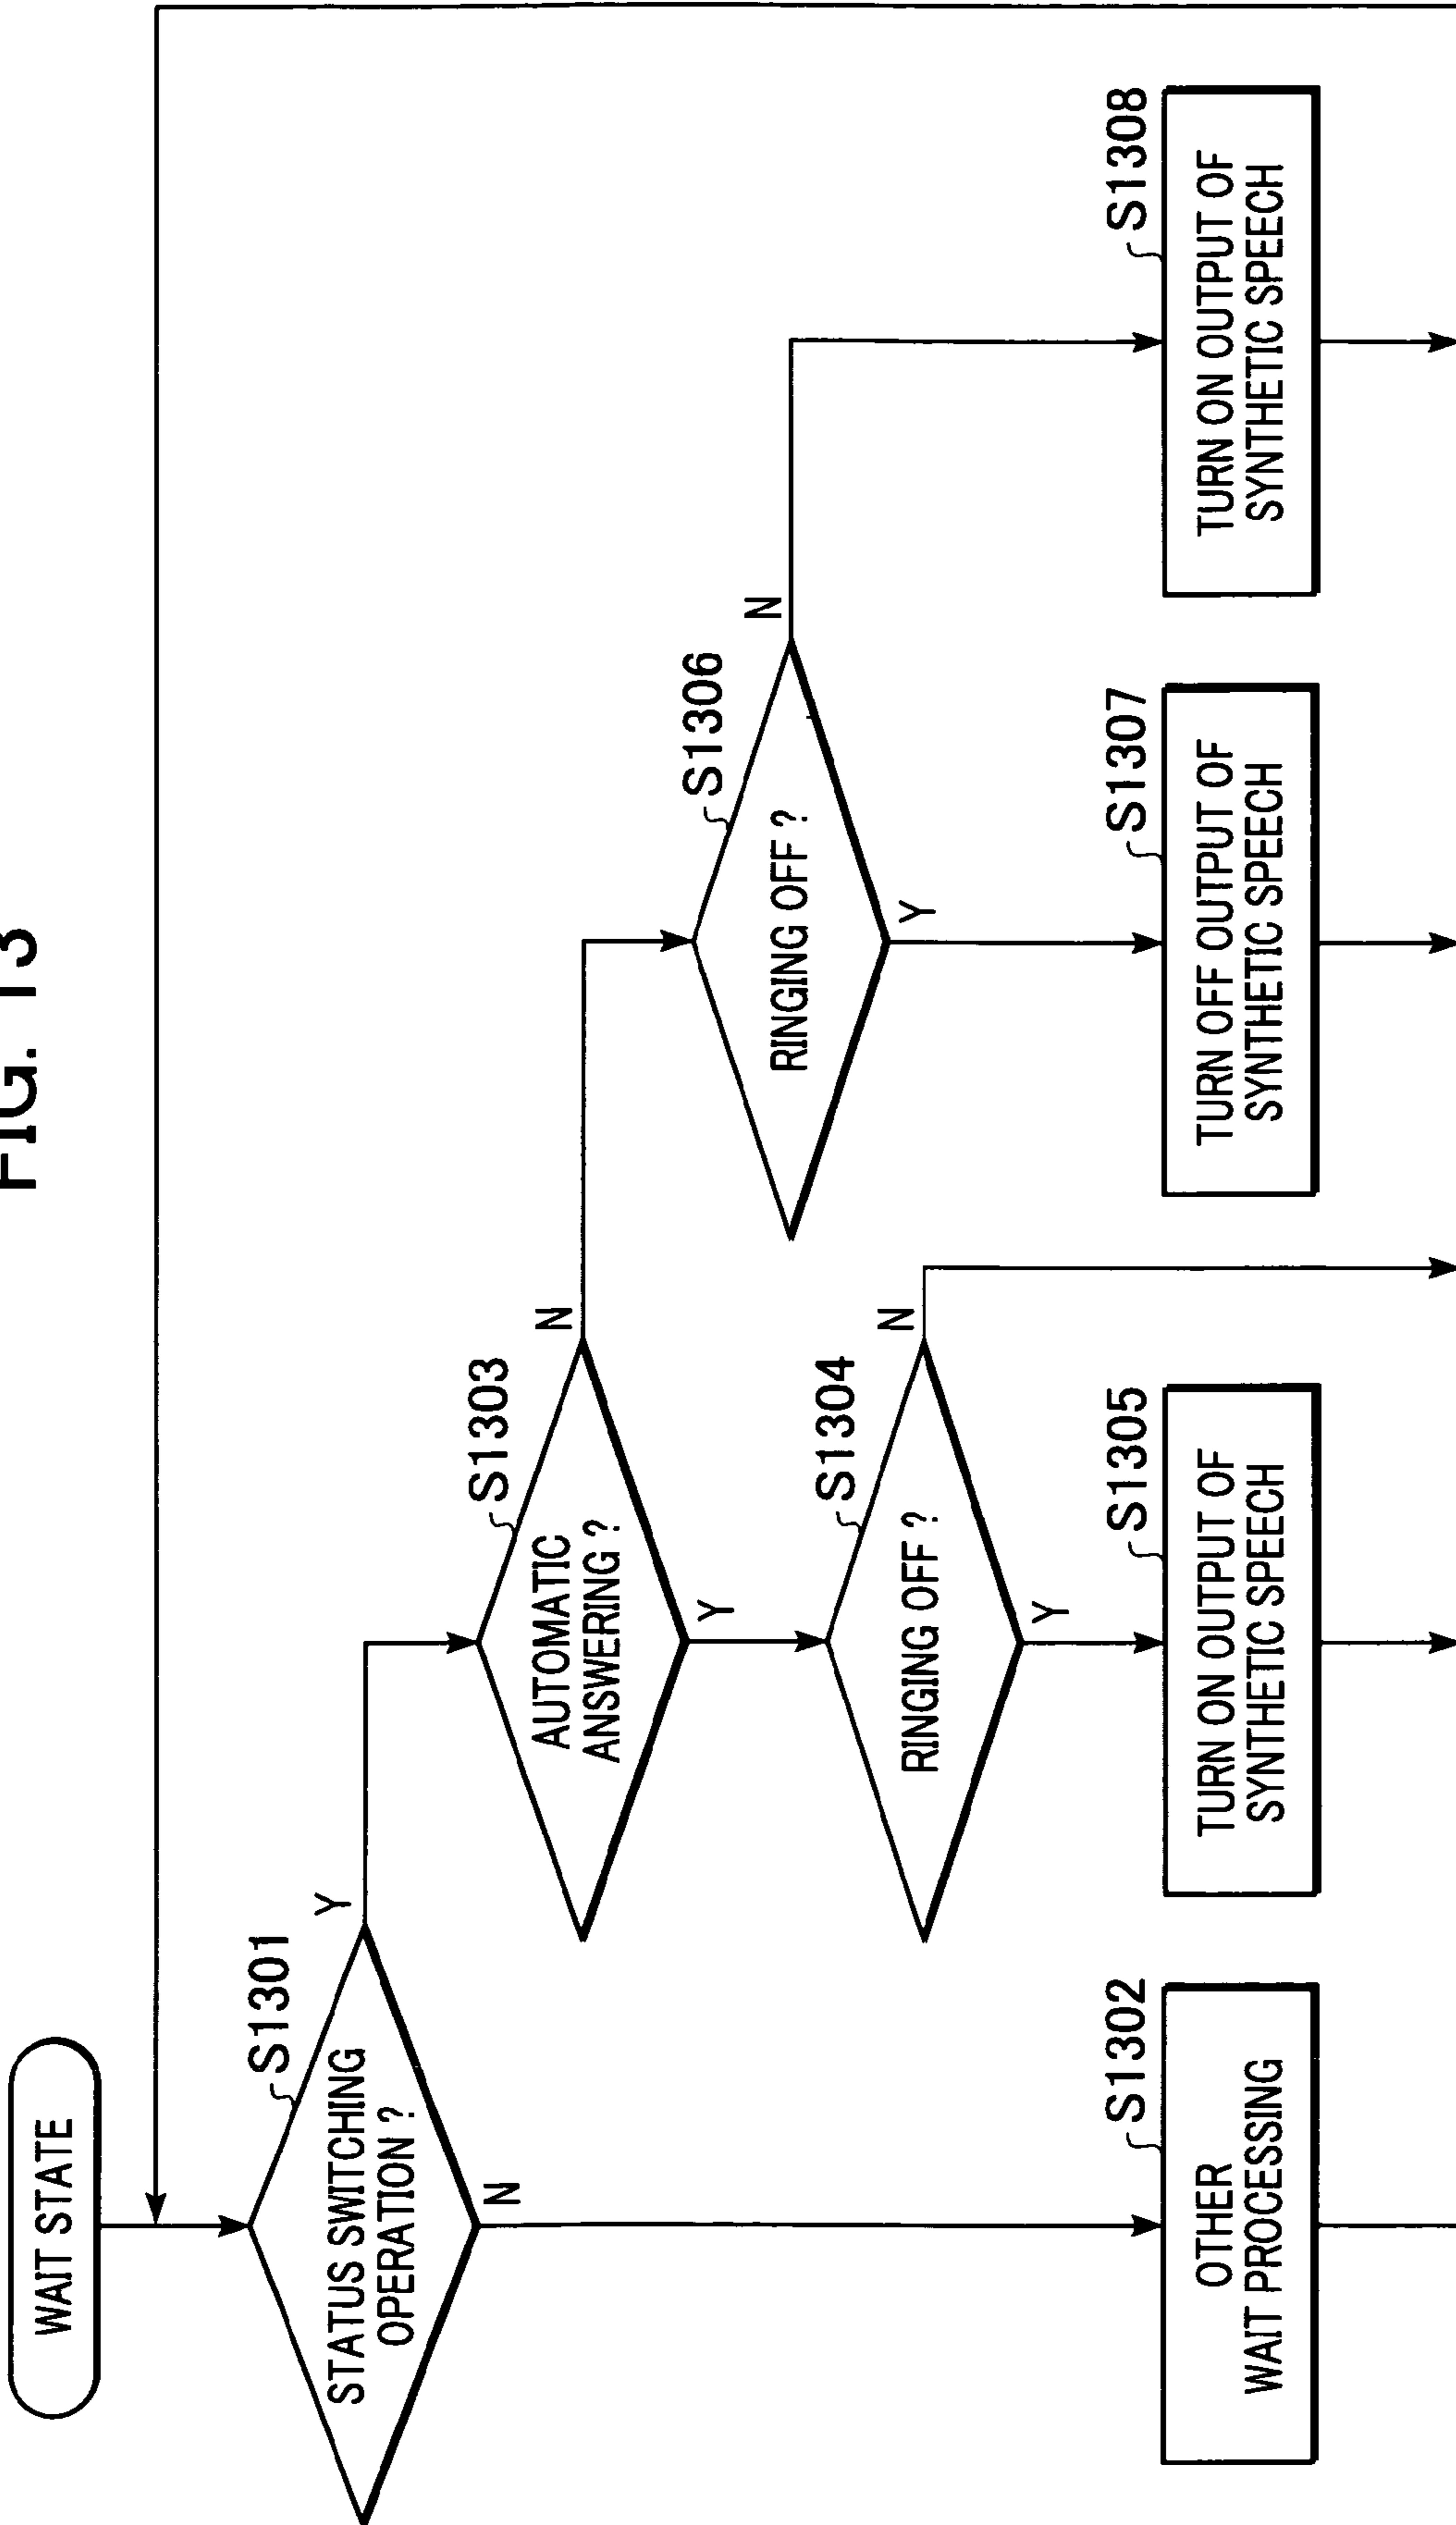 FIG. 13
WAIT STATE
S1301
STATUS SWITCHING
OPERATION ?
Y
N
S1303
AUTOMATIC
ANSWERING ?
N
Y
S1306
RINGING OFF ?
N
Y
S1304
RINGING OFF ?
N
Y
S1302
OTHER
WAIT PROCESSING
S1305
TURN ON OUTPUT OF
SYNTHETIC SPEECH
S1307
TURN OFF OUTPUT OF
SYNTHETIC SPEECH
S1308
TURN ON OUTPUT OF
SYNTHETIC SPEECH